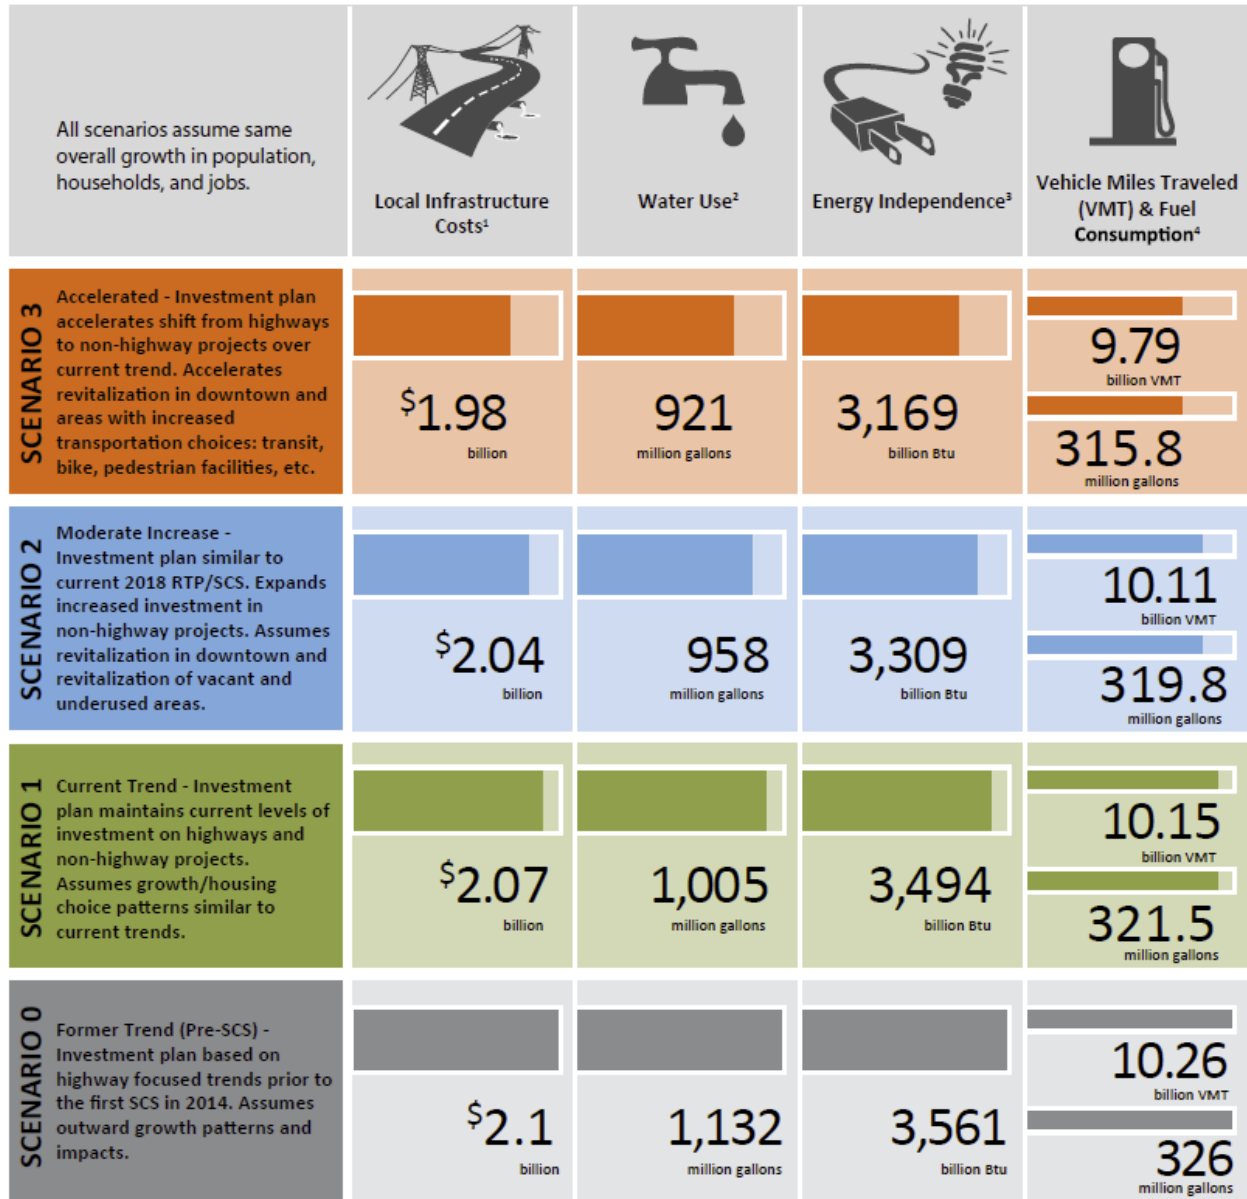 All scenarios assume same
overall growth in population,
households, and jobs.
Local Infrastructure
Costs¹
Water Use²
Energy Independence³
Vehicle Miles Traveled
(VMT) & Fuel
Consumption⁴
SCENARIO 3
Accelerated - Investment plan
accelerates shift from highways
to non-highway projects over
current trend. Accelerates
revitalization in downtown and
areas with increased
transportation choices: transit,
bike, pedestrian facilities, etc.
$1.98
billion
921
million gallons
3,169
billion Btu
9.79
billion VMT
315.8
million gallons
SCENARIO 2
Moderate Increase -
Investment plan similar to
current 2018 RTP/SCS. Expands
increased investment in
non-highway projects. Assumes
revitalization in downtown and
revitalization of vacant and
underused areas.
$2.04
billion
958
million gallons
3,309
billion Btu
10.11
billion VMT
319.8
million gallons
SCENARIO 1
Current Trend - Investment
plan maintains current levels of
investment on highways and
non-highway projects.
Assumes growth/housing
choice patterns similar to
current trends.
$2.07
billion
1,005
million gallons
3,494
billion Btu
10.15
billion VMT
321.5
million gallons
SCENARIO 0
Former Trend (Pre-SCS) -
Investment plan based on
highway focused trends prior to
the first SCS in 2014. Assumes
outward growth patterns and
impacts.
$2.1
billion
1,132
million gallons
3,561
billion Btu
10.26
billion VMT
326
million gallons